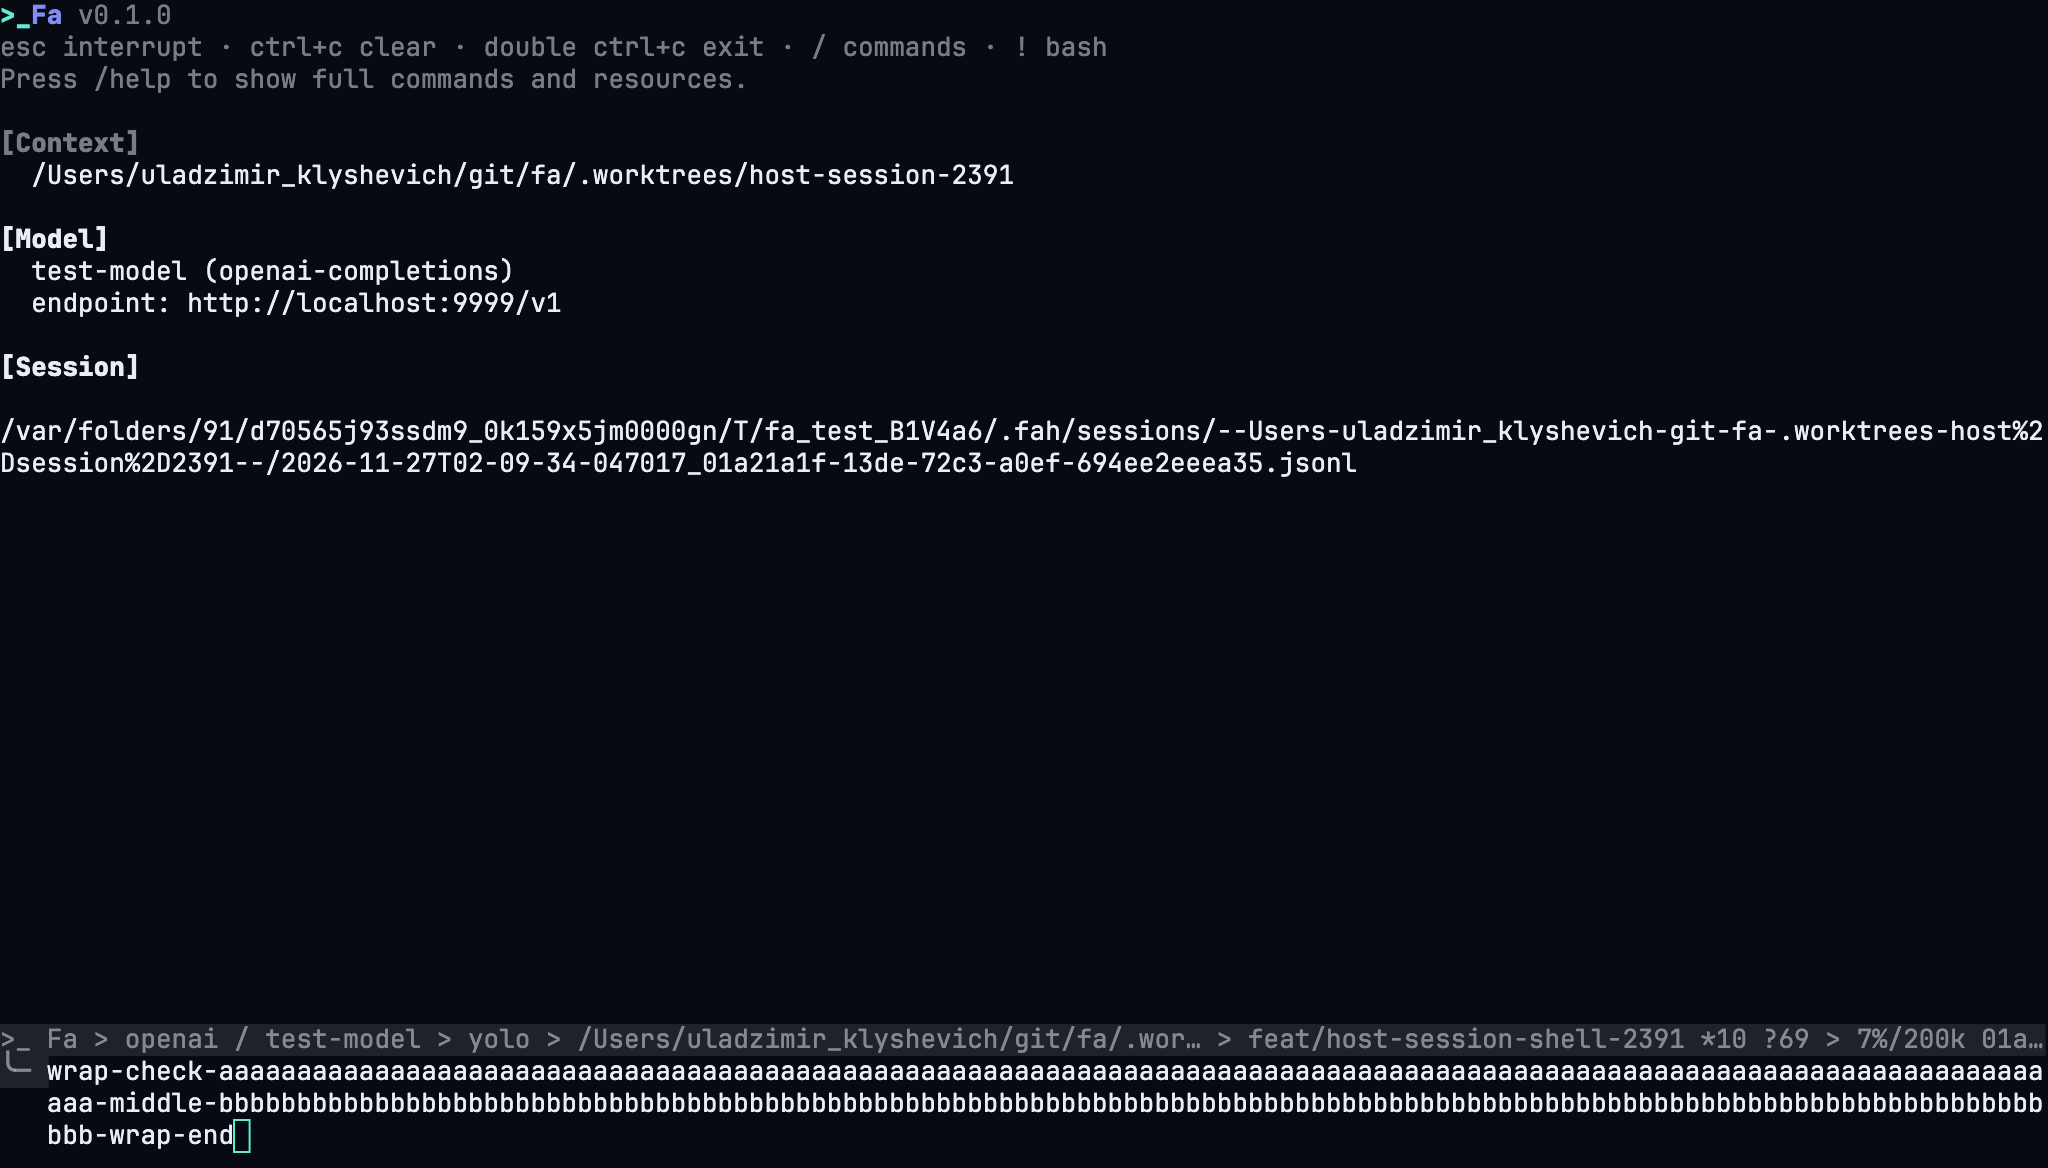 >_Fa v0.1.0
esc interrupt · ctrl+c clear · double ctrl+c exit · / commands · ! bash
Press /help to show full commands and resources.
[Context]
/Users/uladzimir_klyshevich/git/fa/.worktrees/host-session-2391
[Model]
test-model (openai-completions)
endpoint: http://localhost:9999/v1
[Session]
/var/folders/91/d70565j93ssdm9_0k159x5jm0000gn/T/fa_test_B1V4a6/.fah/sessions/--Users-uladzimir_klyshevich-git-fa-.worktrees-host%2
Dsession%2D2391--/2026-11-27T02-09-34-047017_01a21a1f-13de-72c3-a0ef-694ee2eeea35.jsonl
>_ Fa > openai / test-model > yolo > /Users/uladzimir_klyshevich/git/fa/.wor… > feat/host-session-shell-2391 *10 ?69 > 7%/200k 01a…
wrap-check-aaaaaaaaaaaaaaaaaaaaaaaaaaaaaaaaaaaaaaaaaaaaaaaaaaaaaaaaaaaaaaaaaaaaaaaaaaaaaaaaaaaaaaaaaaaaaaaaaaaaaaaaaaaaaaaaaaaaa
aaa-middle-bbbbbbbbbbbbbbbbbbbbbbbbbbbbbbbbbbbbbbbbbbbbbbbbbbbbbbbbbbbbbbbbbbbbbbbbbbbbbbbbbbbbbbbbbbbbbbbbbbbbbbbbbbbbbbbbbbbbb
bbb-wrap-end